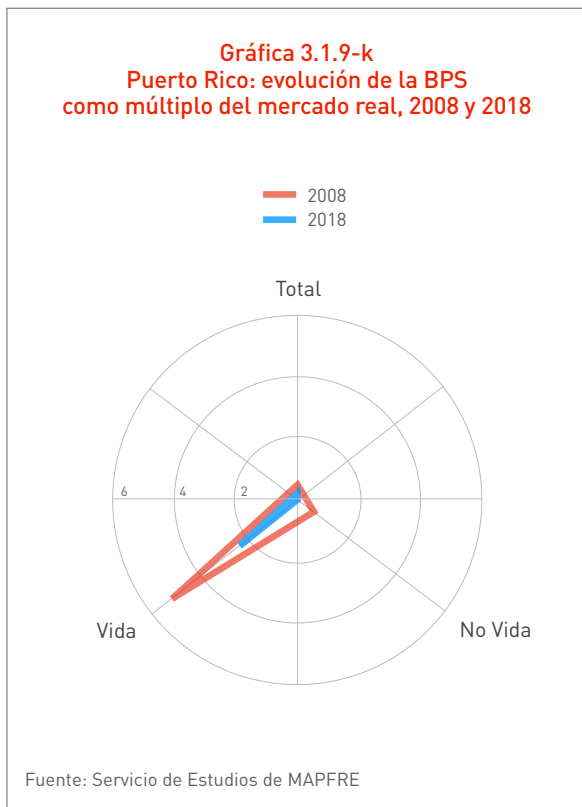 Gráfica 3.1.9-k
Puerto Rico: evolución de la BPS
como múltiplo del mercado real, 2008 y 2018
2008
2018
Total
6
4
2
Vida
No Vida
Fuente: Servicio de Estudios de MAPFRE